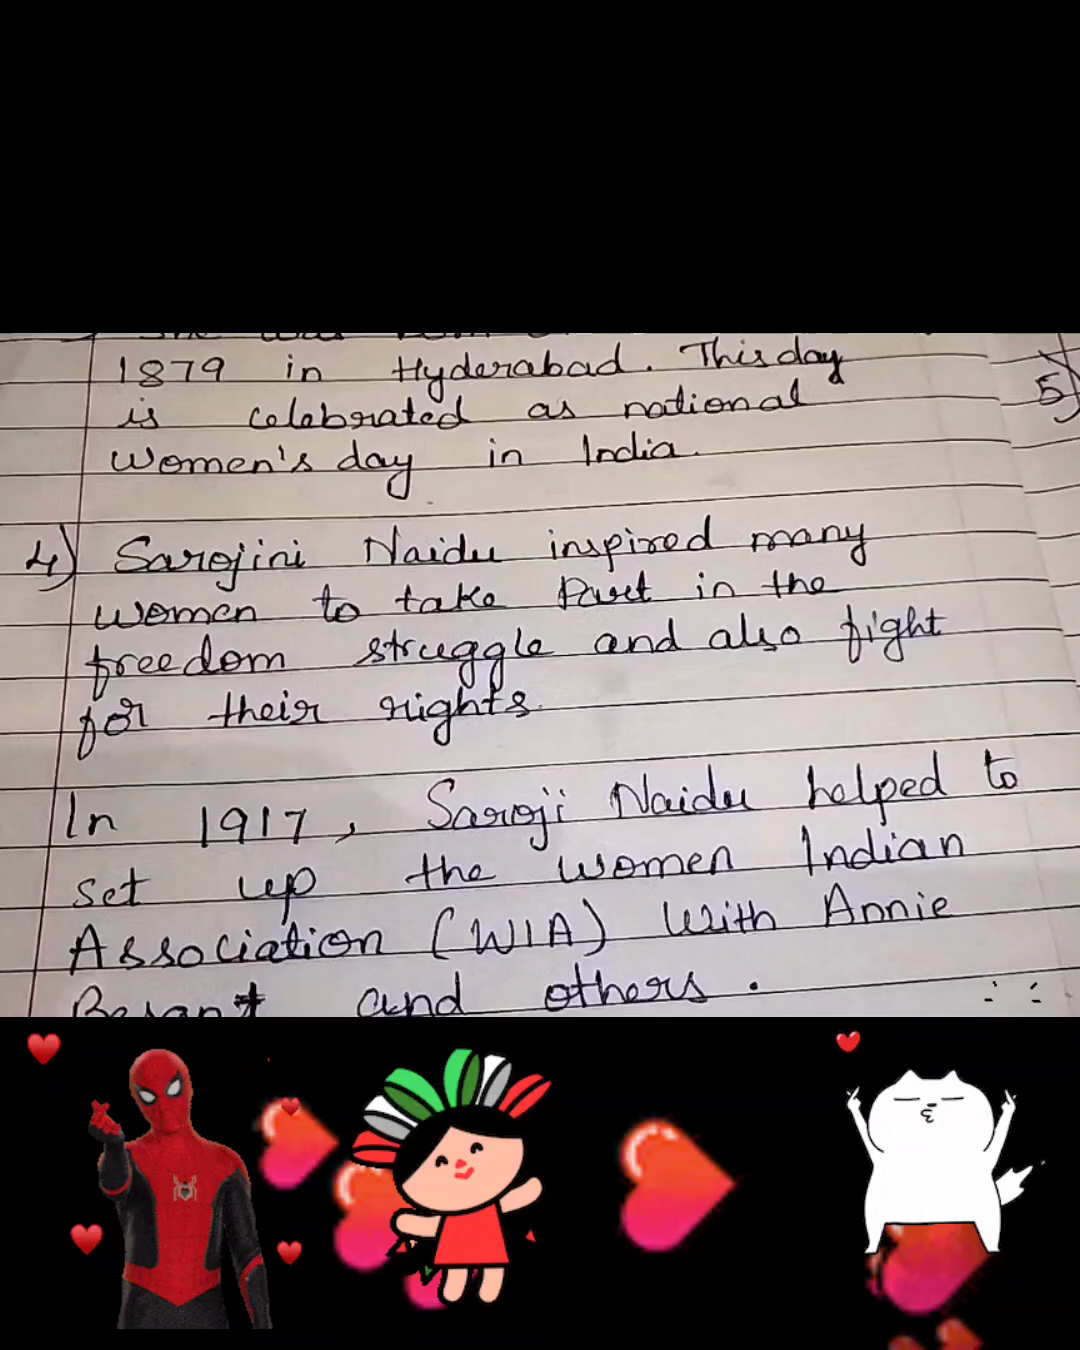 1879 in Hyderabad. This day
is celebrated as national
women's day in India.
4) Sarojini Naidu inspired many
women to take Part in the
freedom struggle and also fight
for their rights.
In 1917, Saroji Naidu helped to
set up the women Indian
Association (WIA) with Annie
Besant and others.
5)